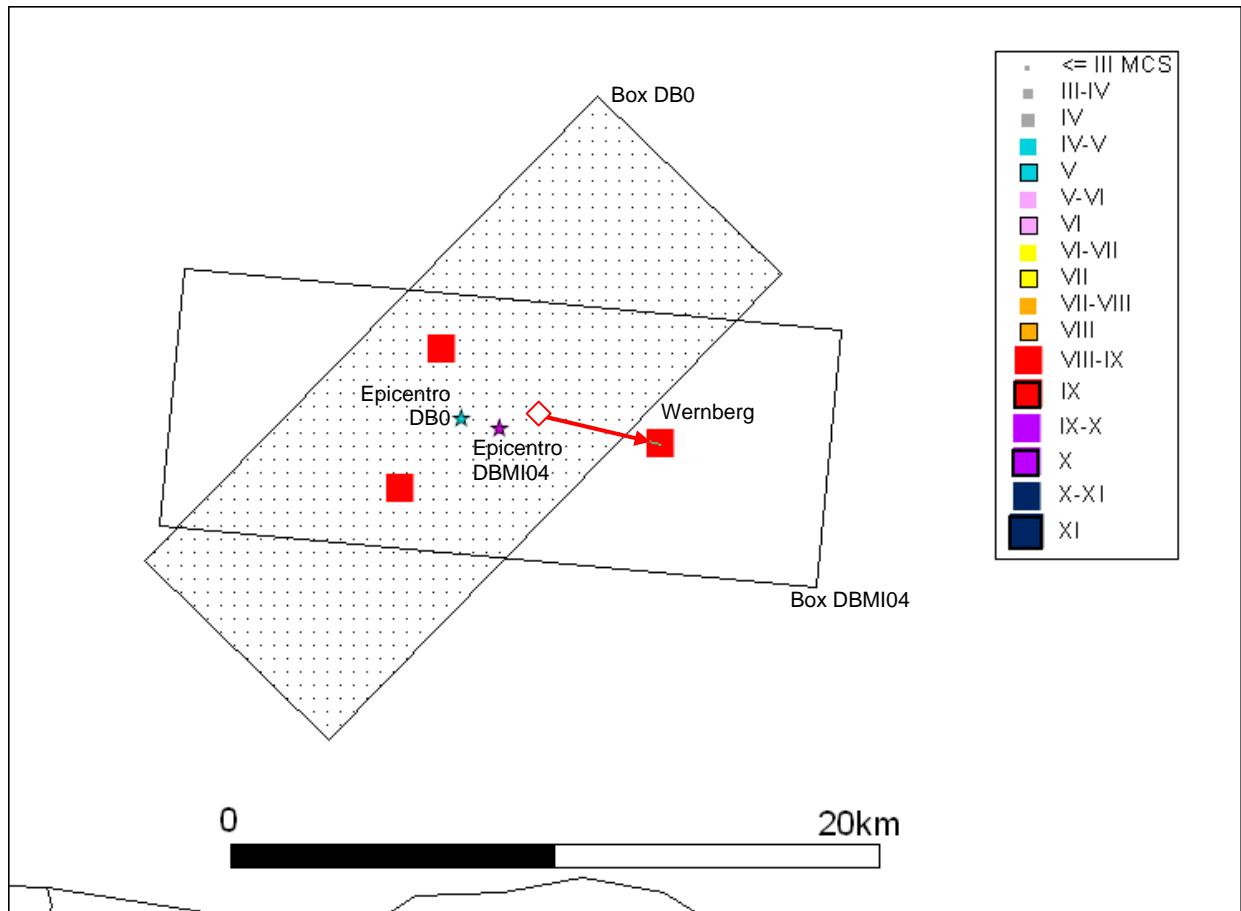 Box DB0
Epicentro
DB0
Epicentro
DBMI04
Wernberg
Box DBMI04
0
20km
<= III MCS
III-IV
IV
IV-V
V
V-VI
VI
VI-VII
VII
VII-VIII
VIII
VIII-IX
IX
IX-X
X
X-XI
XI